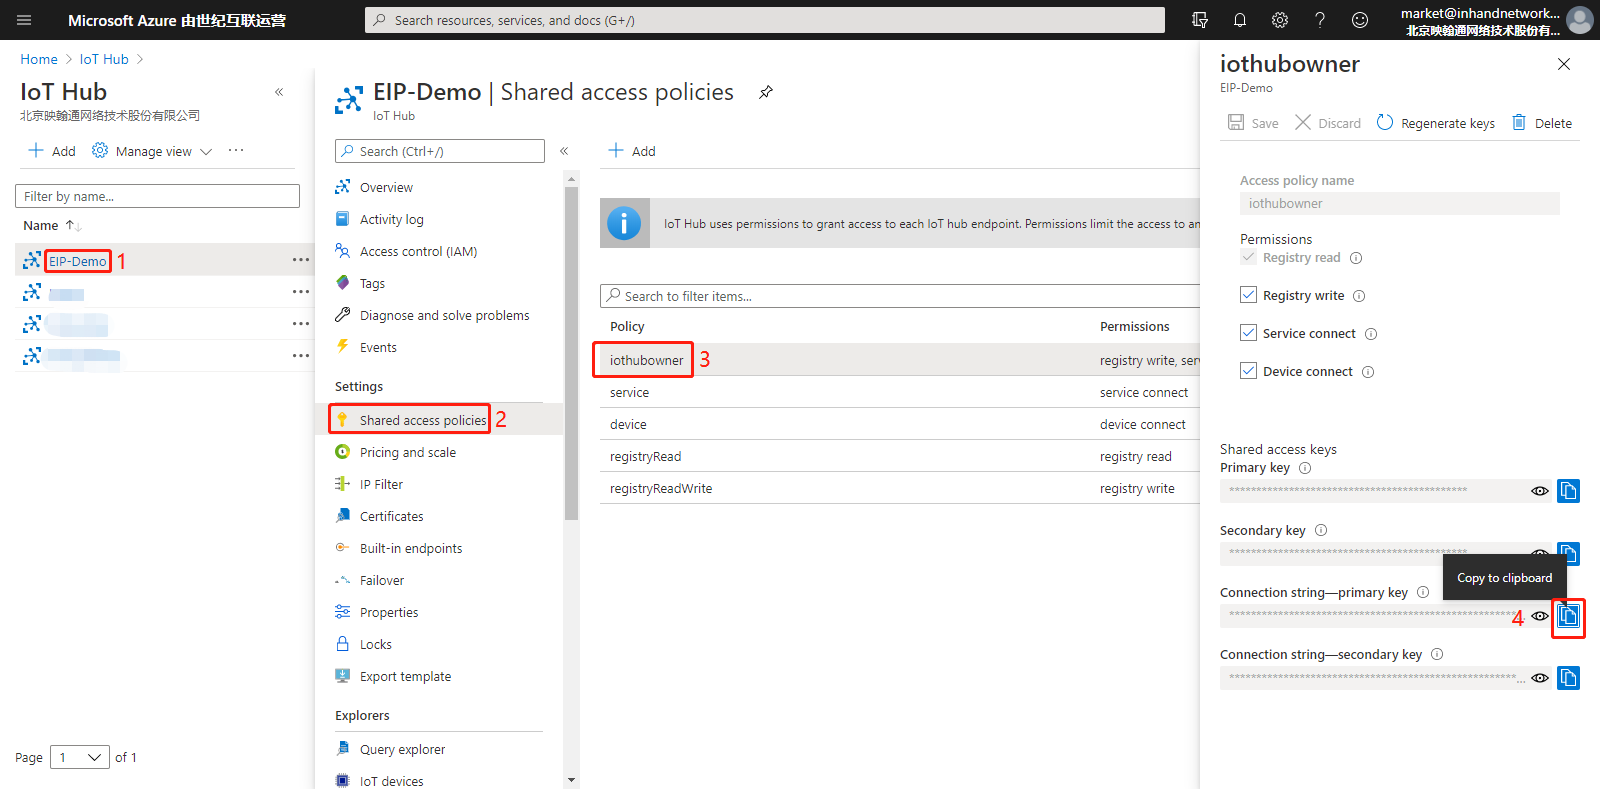 Microsoft Azure 由世纪互联运营
Search resources, services, and docs (G+/)
market@inhandnetwork...
北京映翰通网络技术股份有...
Home > IoT Hub >
IoT Hub
北京映翰通网络技术股份有限公司
Add
Manage view
Filter by name...
Name
EIP-Demo
1
Page
1
of 1
EIP-Demo | Shared access policies
IoT Hub
Search (Ctrl+/)
Overview
Activity log
Access control (IAM)
Tags
Diagnose and solve problems
Events
Settings
Shared access policies
2
Pricing and scale
IP Filter
Certificates
Built-in endpoints
Failover
Properties
Locks
Export template
Explorers
Query explorer
IoT devices
Add
IoT Hub uses permissions to grant access to each IoT hub endpoint. Permissions limit the access to an
Search to filter items...
Policy
Permissions
iothubowner
3
registry write, serv
service
service connect
device
device connect
registryRead
registry read
registryReadWrite
registry write
iothubowner
EIP-Demo
Save
Discard
Regenerate keys
Delete
Access policy name
iothubowner
Permissions
Registry read
Registry write
Service connect
Device connect
Shared access keys
Primary key
Secondary key
Copy to clipboard
Connection string—primary key
4
Connection string—secondary key